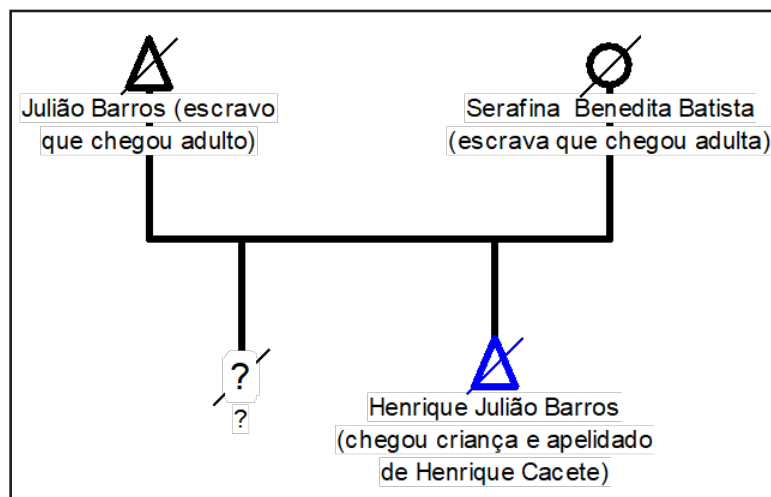 Julião Barros (escravo
que chegou adulto)
Serafina Benedita Batista
(escrava que chegou adulta)
?
?
Henrique Julião Barros
(chegou criança e apelidado
de Henrique Cacete)